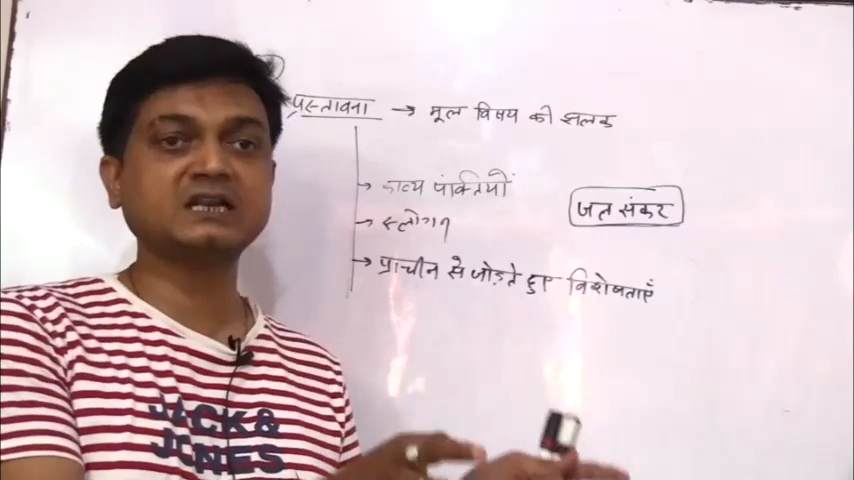 प्रस्तावना → मूल विषय की झलक
→ काव्य पंक्तियाँ
जल संकट
→ स्लोगन
→ प्राचीन से जोड़ते हुए विशेषताएँ
JACK &
JONES